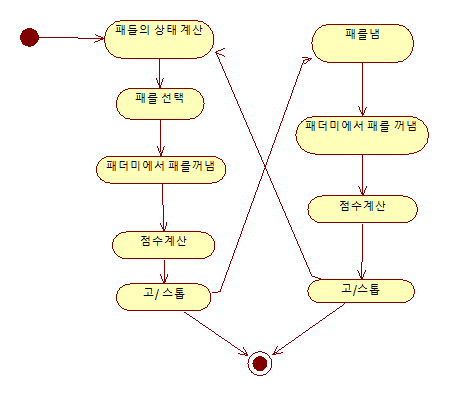 패들의 상태 계산
패를 선택
패더미에서 패를꺼냄
점수계산
고/ 스톱
패를냄
패더미에서 패를 꺼냄
점수계산
고/스톱